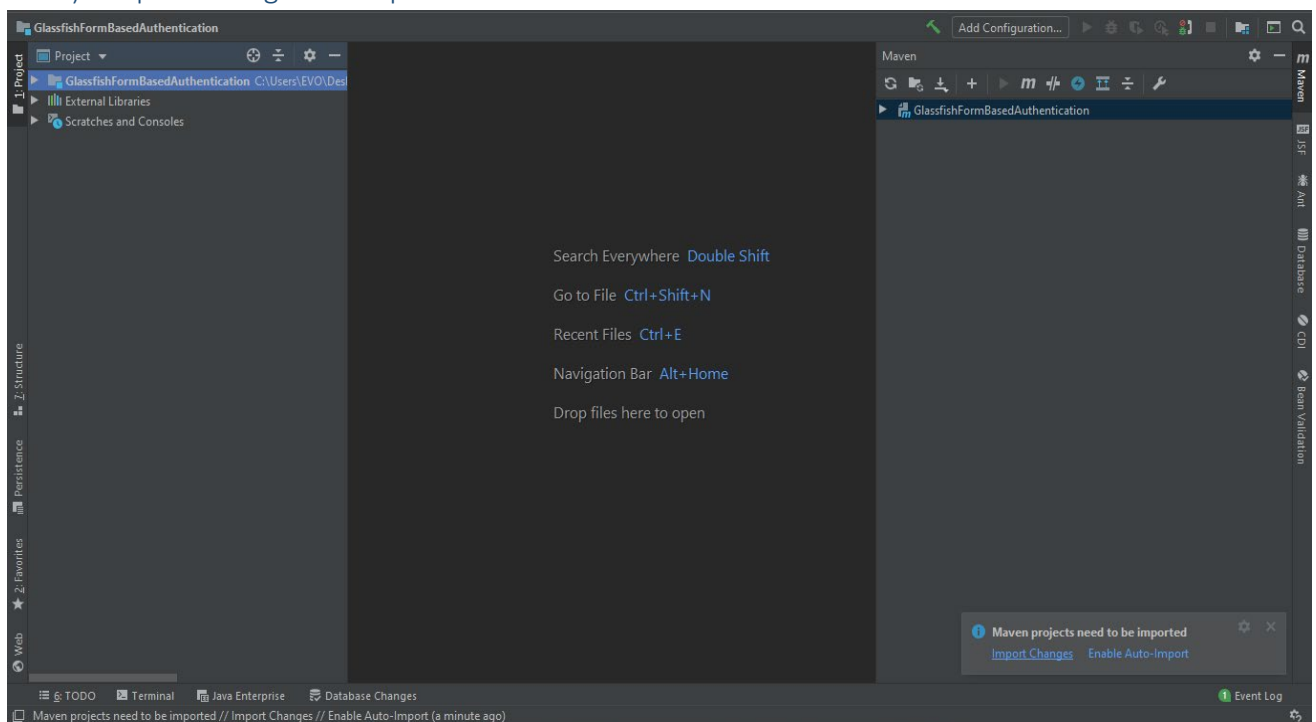 GlassfishFormBasedAuthentication
Add Configuration...
Project
GlassfishFormBasedAuthentication C:\Users\EVO\Des
External Libraries
Scratches and Consoles
1: Project
7: Structure
Persistence
2: Favorites
Web
Search Everywhere Double Shift
Go to File Ctrl+Shift+N
Recent Files Ctrl+E
Navigation Bar Alt+Home
Drop files here to open
Maven
GlassfishFormBasedAuthentication
Maven projects need to be imported
Import Changes Enable Auto-Import
Maven
JSF
Ant
Database
CDI
Bean Validation
6: TODO Terminal Java Enterprise Database Changes
1 Event Log
Maven projects need to be imported // Import Changes // Enable Auto-Import (a minute ago)